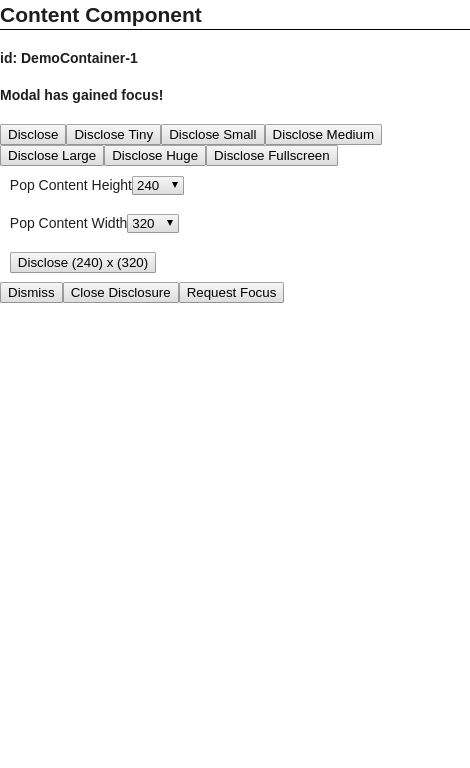 Content Component
id: DemoContainer-1
Modal has gained focus!
Disclose Disclose Tiny Disclose Small Disclose Medium
Disclose Large Disclose Huge Disclose Fullscreen
Pop Content Height 240
Pop Content Width 320
Disclose (240) x (320)
Dismiss Close Disclosure Request Focus